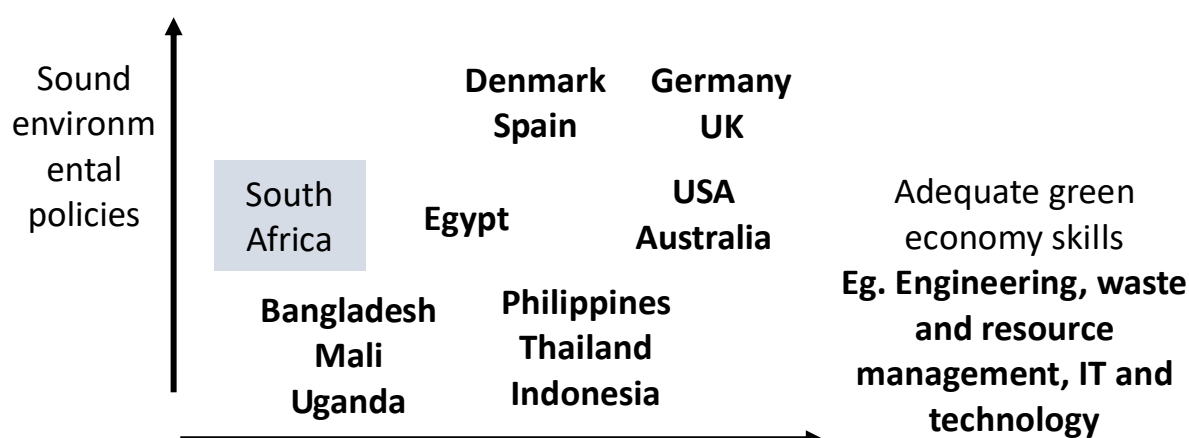 Sound
environm
ental
policies
Denmark
Spain
Germany
UK
South
Africa
Egypt
USA
Australia
Bangladesh
Mali
Uganda
Philippines
Thailand
Indonesia
Adequate green
economy skills
Eg. Engineering, waste
and resource
management, IT and
technology